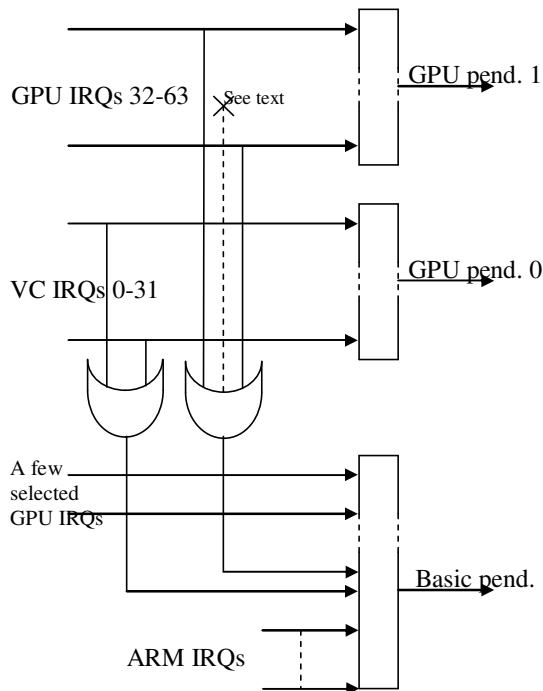 GPU pend. 1
GPU IRQs 32-63
See text
GPU pend. 0
VC IRQs 0-31
A few
selected
GPU IRQs
Basic pend.
ARM IRQs